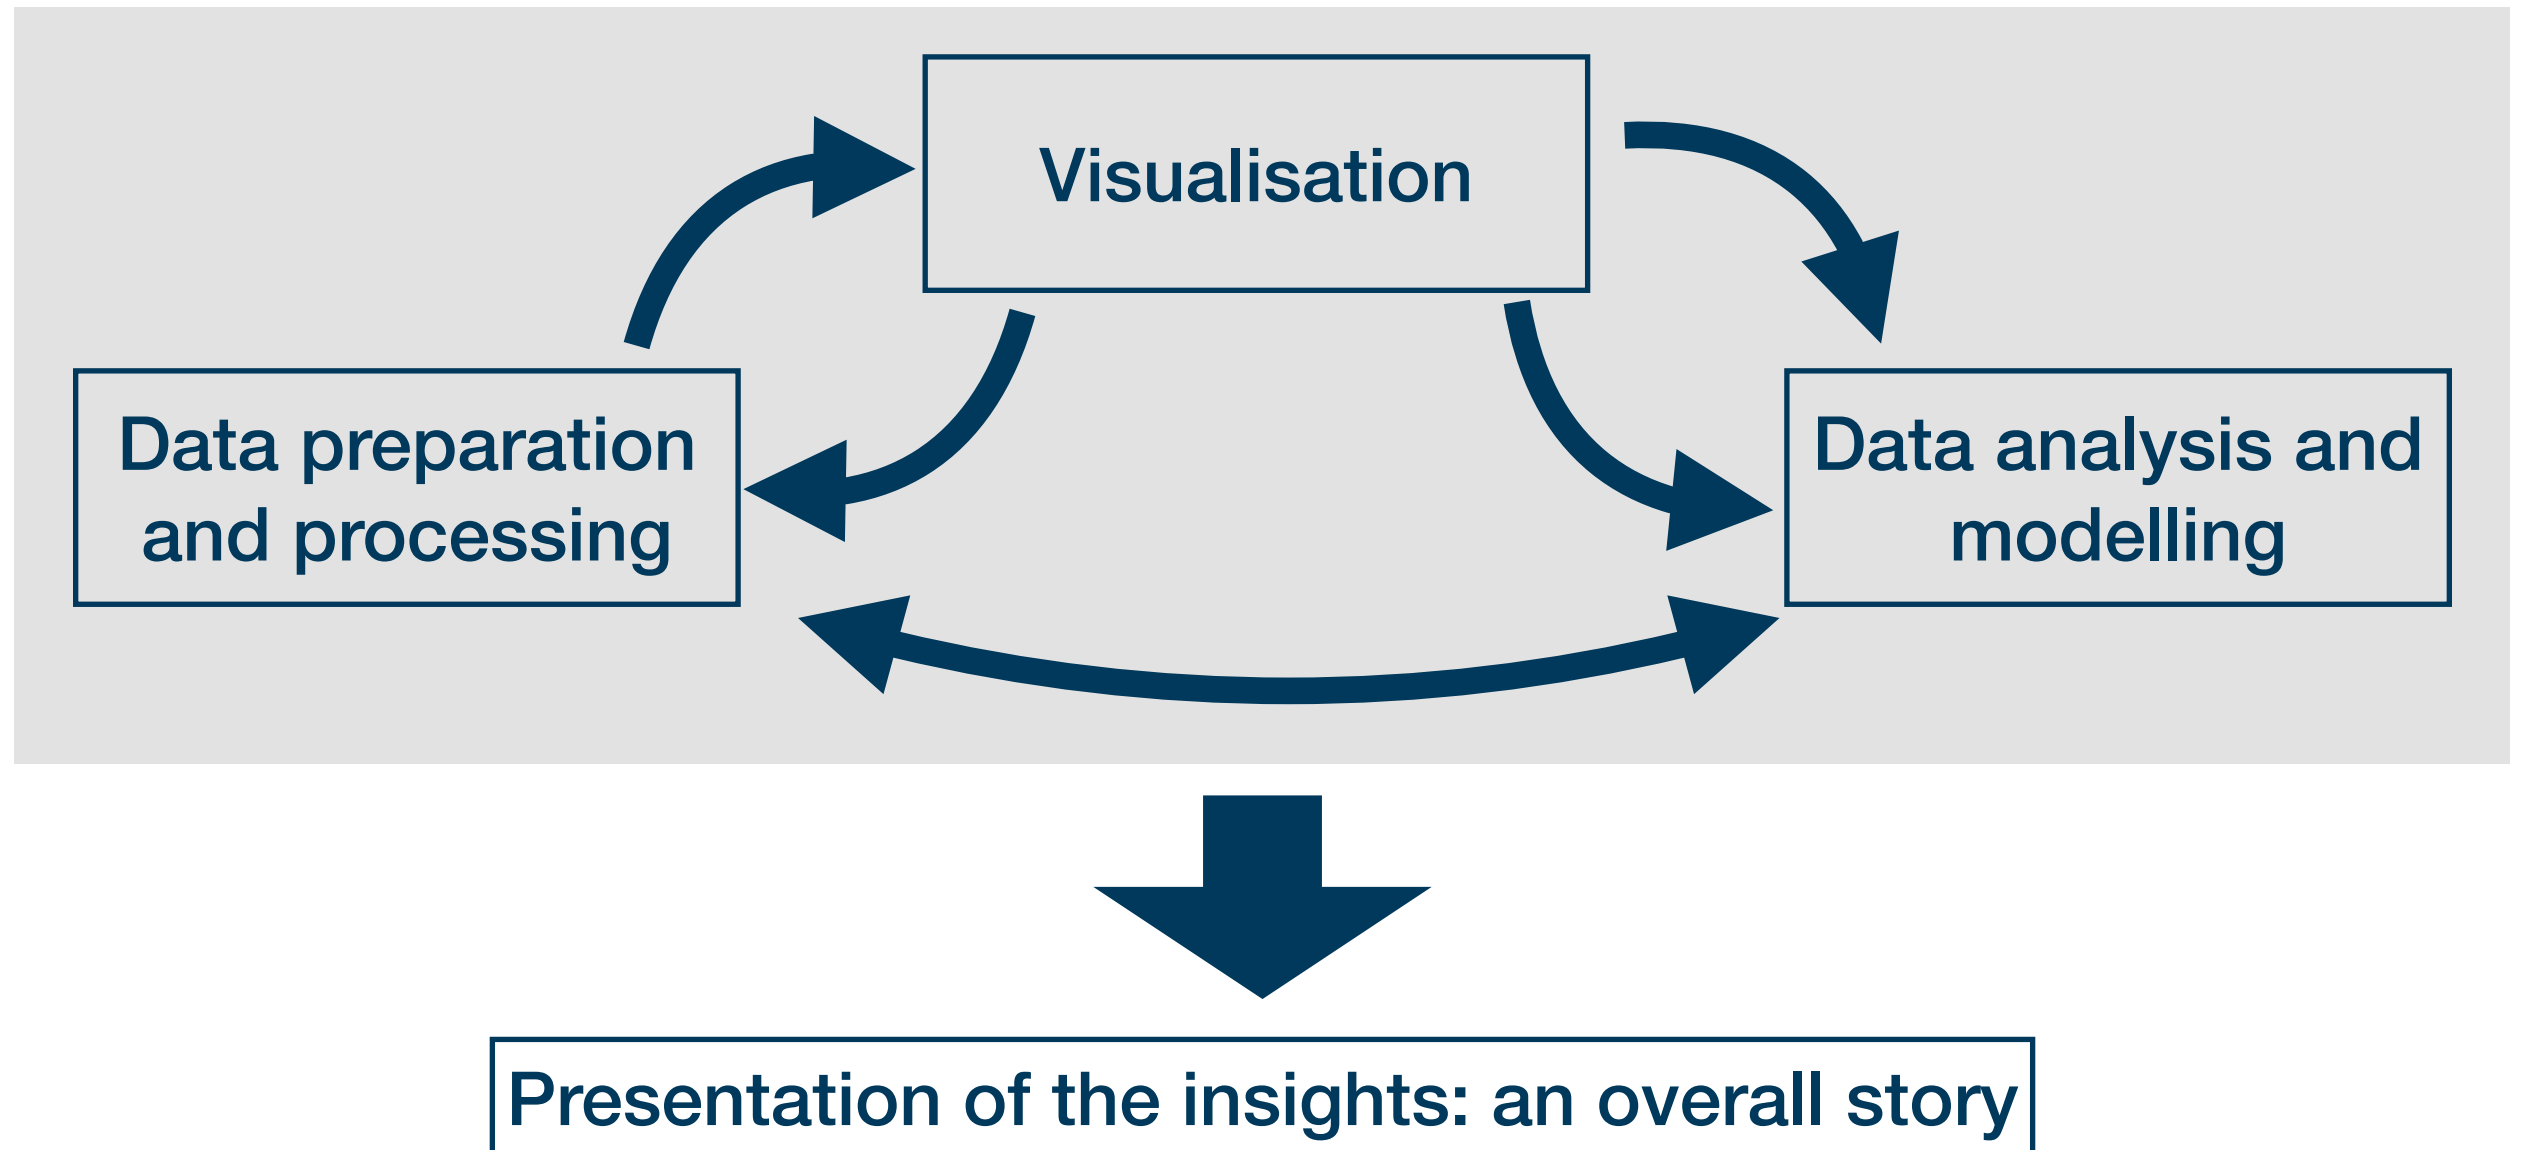 Visualisation
Data preparation
and processing
Data analysis and
modelling
Presentation of the insights: an overall story